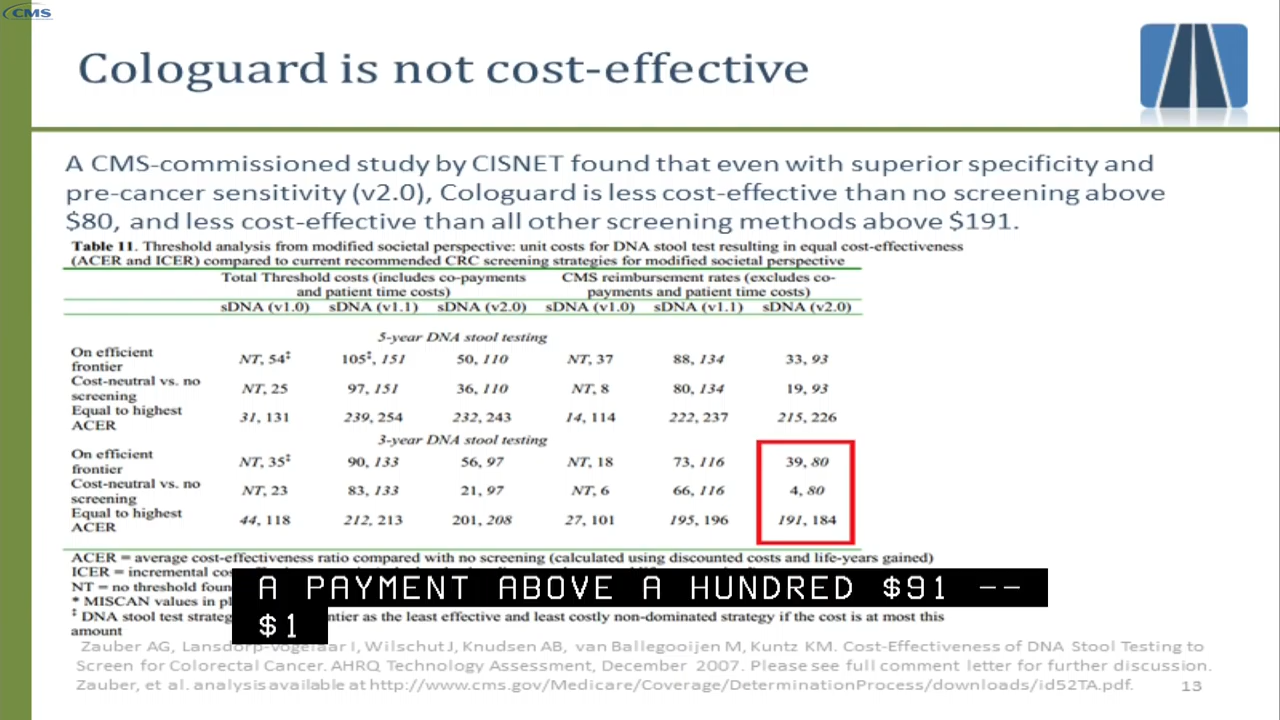 CMS
Cologuard is not cost-effective
A CMS-commissioned study by CISNET found that even with superior specificity and
pre-cancer sensitivity (v2.0), Cologuard is less cost-effective than no screening above
$80, and less cost-effective than all other screening methods above $191.
Table 11. Threshold analysis from modified societal perspective: unit costs for DNA stool test resulting in equal cost-effectiveness
(ACER and ICER) compared to current recommended CRC screening strategies for modified societal perspective
Total Threshold costs (includes co-payments CMS reimbursement rates (excludes co-
and patient time costs) payments and patient time costs)
sDNA (v1.0) sDNA (v1.1) sDNA (v2.0) sDNA (v1.0) sDNA (v1.1) sDNA (v2.0)
5-year DNA stool testing
On efficient
frontier NT, 54‡ 105‡, 151 50, 110 NT, 37 88, 134 33, 93
Cost-neutral vs. no
screening NT, 25 97, 151 36, 110 NT, 8 80, 134 19, 93
Equal to highest
ACER 31, 131 239, 254 232, 243 14, 114 222, 237 215, 226
3-year DNA stool testing
On efficient
frontier NT, 35‡ 90, 133 56, 97 NT, 18 73, 116 39, 80
Cost-neutral vs. no
screening NT, 23 83, 133 21, 97 NT, 6 66, 116 4, 80
Equal to highest
ACER 44, 118 212, 213 201, 208 27, 101 195, 196 191, 184
ACER = average cost-effectiveness ratio compared with no screening (calculated using discounted costs and life-years gained)
ICER = incremental
NT = no threshold
* MISCAN values in
‡ DNA stool test as the least effective and least costly non-dominated strategy if the cost is at most this
amount
A PAYMENT ABOVE A HUNDRED $91 --
$1
Zauber AG, Lansdorp-Vogelaar I, Wilschut J, Knudsen AB, van Ballegooijen M, Kuntz KM. Cost-Effectiveness of DNA Stool Testing to
Screen for Colorectal Cancer. AHRQ Technology Assessment, December 2007. Please see full comment letter for further discussion.
Zauber, et al. analysis available at http://www.cms.gov/Medicare/Coverage/DeterminationProcess/downloads/id52TA.pdf.
13